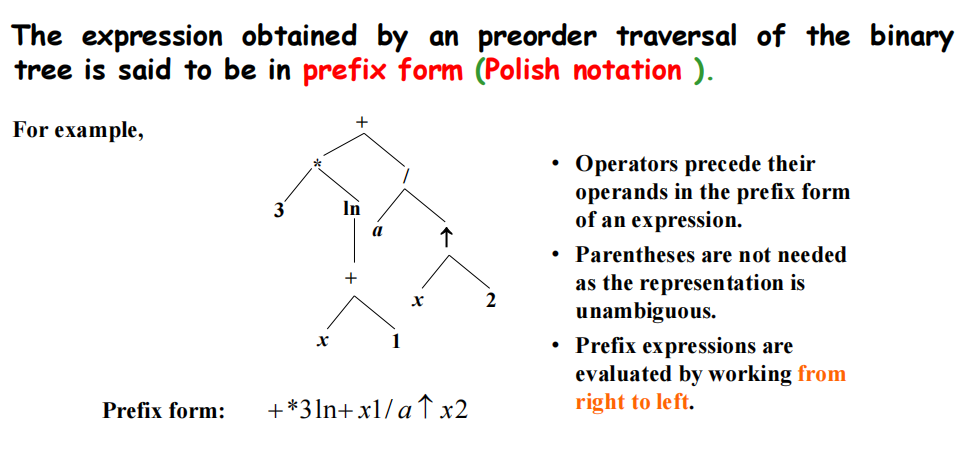 The expression obtained by an preorder traversal of the binary
tree is said to be in prefix form (Polish notation ).
For example,
+
*
/
3
ln
a
↑
+
x
2
x
1
• Operators precede their
operands in the prefix form
of an expression.
• Parentheses are not needed
as the representation is
unambiguous.
• Prefix expressions are
evaluated by working from
right to left.
Prefix form: +*3ln+x1/a↑x2